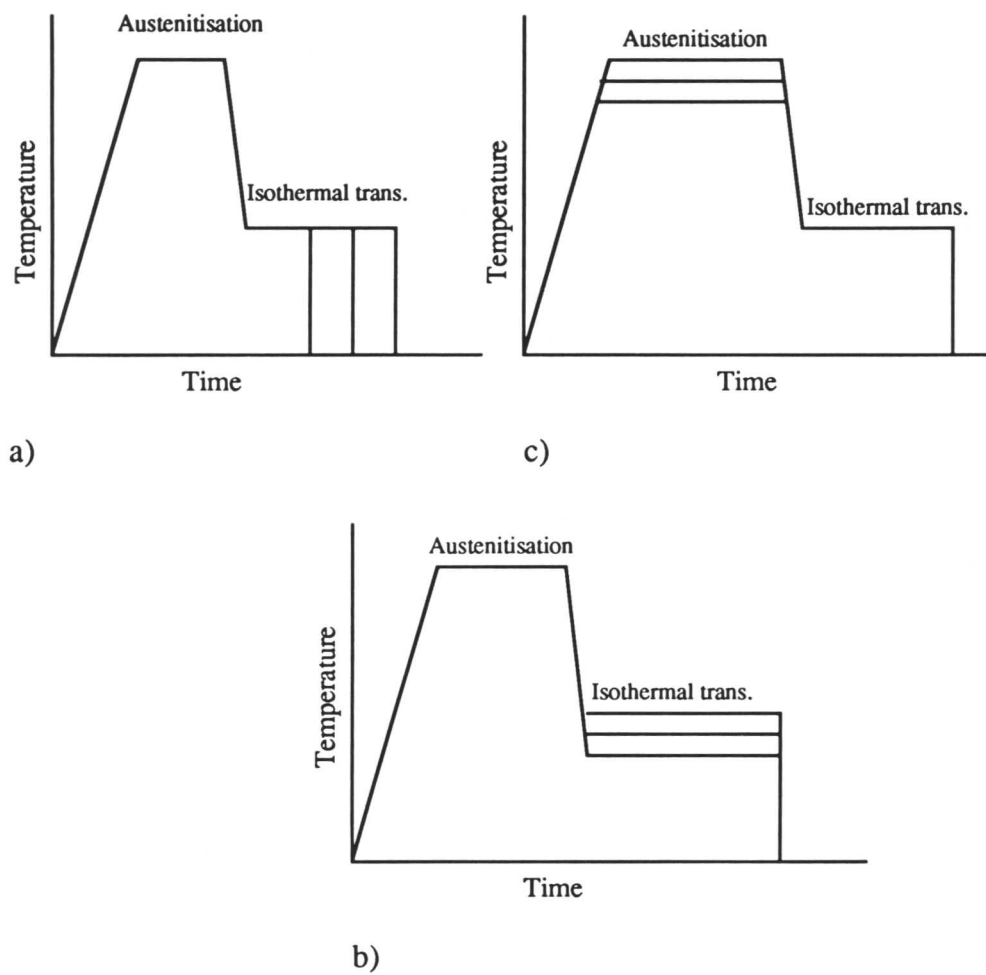 Austenitisation
Temperature
Isothermal trans.
Time
a)
Austenitisation
Temperature
Isothermal trans.
Time
c)
Austenitisation
Temperature
Isothermal trans.
Time
b)